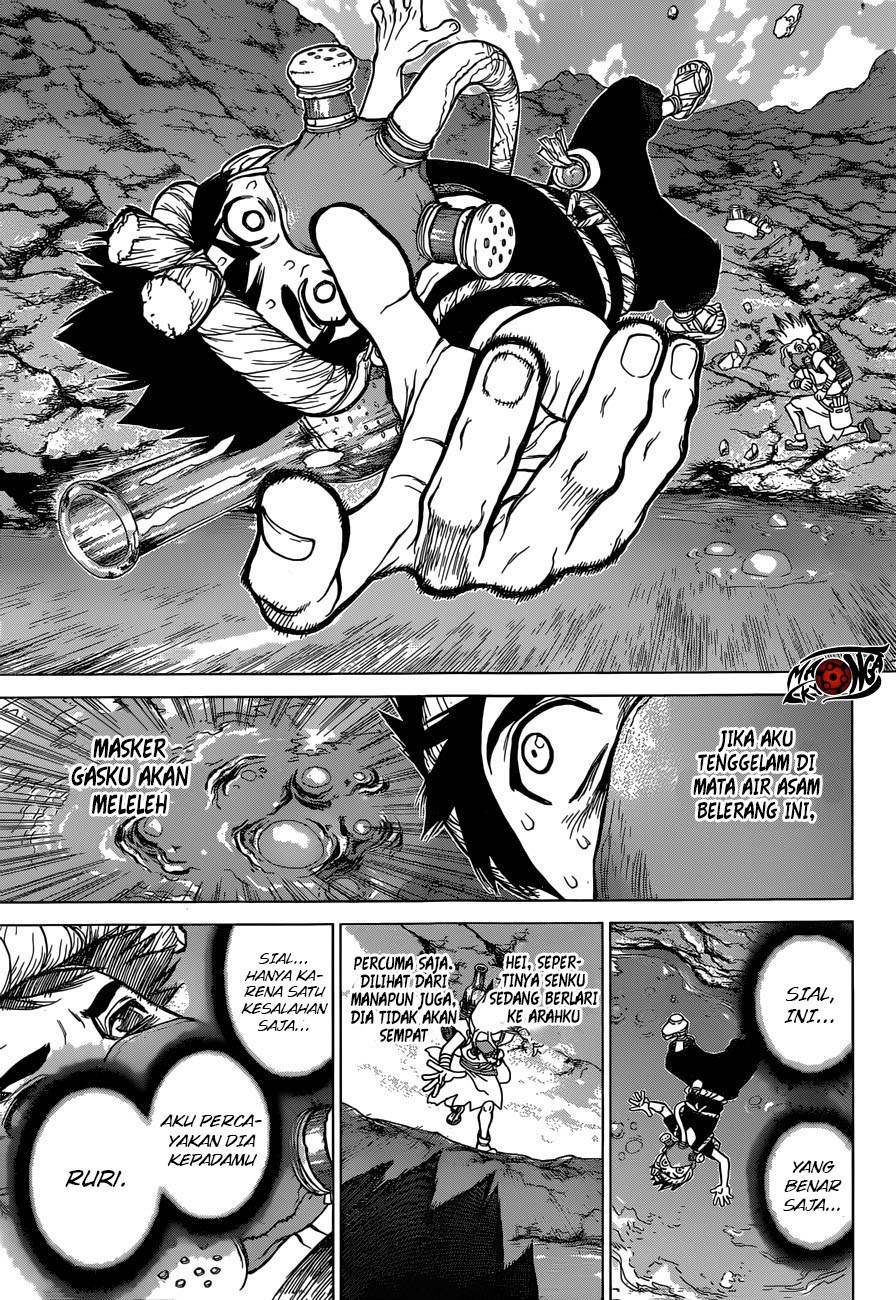 JIKA AKU
TENGGELAM DI
MATA AIR ASAM
BELERANG INI,
MASKER
GASKU AKAN
MELELEH
SIAL,
INI...
YANG
BENAR
SAJA...
HEI, SEPER-
TINYA SENKU
SEDANG BERLARI
KE ARAHKU
PERCUMA SAJA.
DILIHAT DARI
MANAPUN JUGA,
DIA TIDAK AKAN
SEMPAT
SIAL...
HANYA KA-
RENA SATU
KESALAHAN
SAJA...
AKU PERCA-
YAKAN DIA
KEPADAMU
RURI.